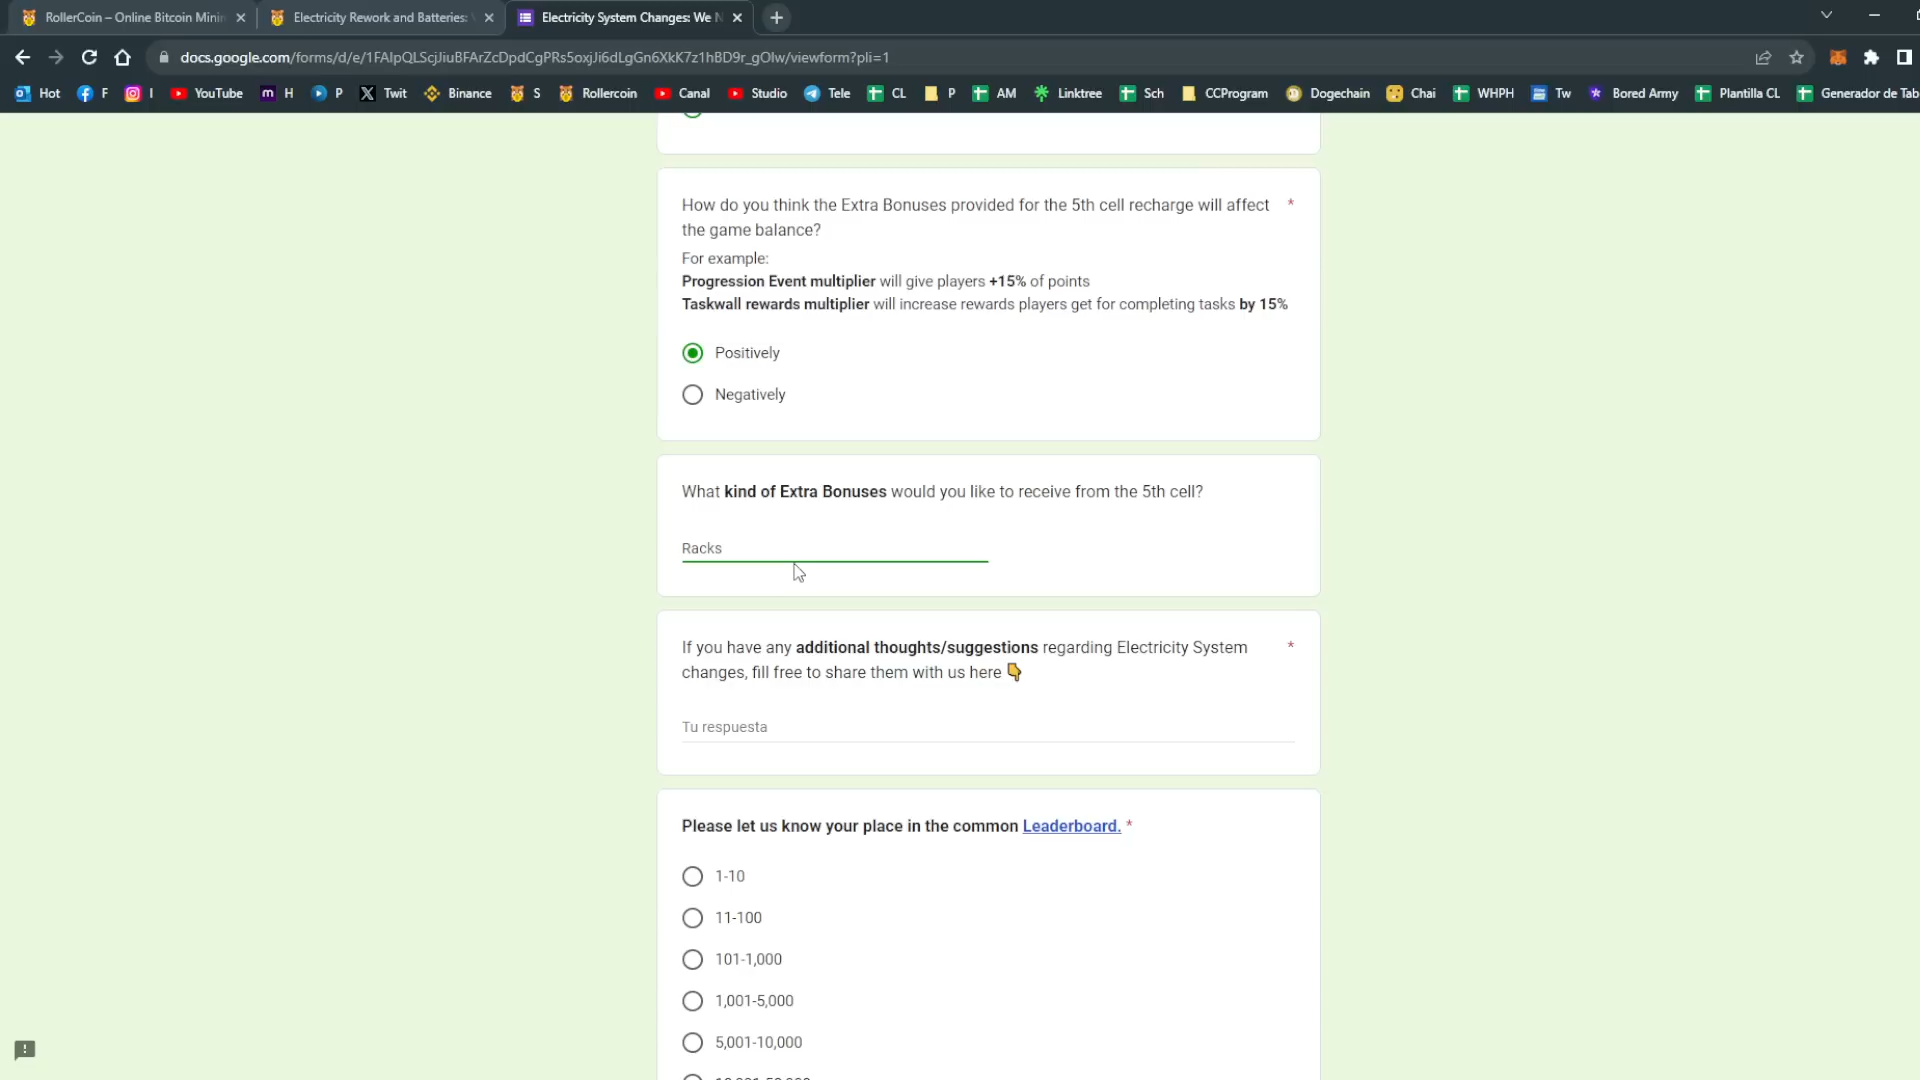 RollerCoin – Online Bitcoin Minin
Electricity Rework and Batteries:
Electricity System Changes: We N
docs.google.com/forms/d/e/1FAIpQLScjJiuBFArZcDpdCgPRs5oxjJi6dLgGn6XkK7z1hBD9r_gOlw/viewform?pli=1
Hot F I YouTube H P Twit Binance S Rollercoin Canal Studio Tele CL P AM Linktree Sch CCProgram Dogechain Chai WHPH Tw Bored Army Plantilla CL Generador de Tab
How do you think the Extra Bonuses provided for the 5th cell recharge will affect *
the game balance?
For example:
Progression Event multiplier will give players +15% of points
Taskwall rewards multiplier will increase rewards players get for completing tasks by 15%
Positively
Negatively
What kind of Extra Bonuses would you like to receive from the 5th cell?
Racks
If you have any additional thoughts/suggestions regarding Electricity System *
changes, fill free to share them with us here 👇
Tu respuesta
Please let us know your place in the common Leaderboard. *
1-10
11-100
101-1,000
1,001-5,000
5,001-10,000